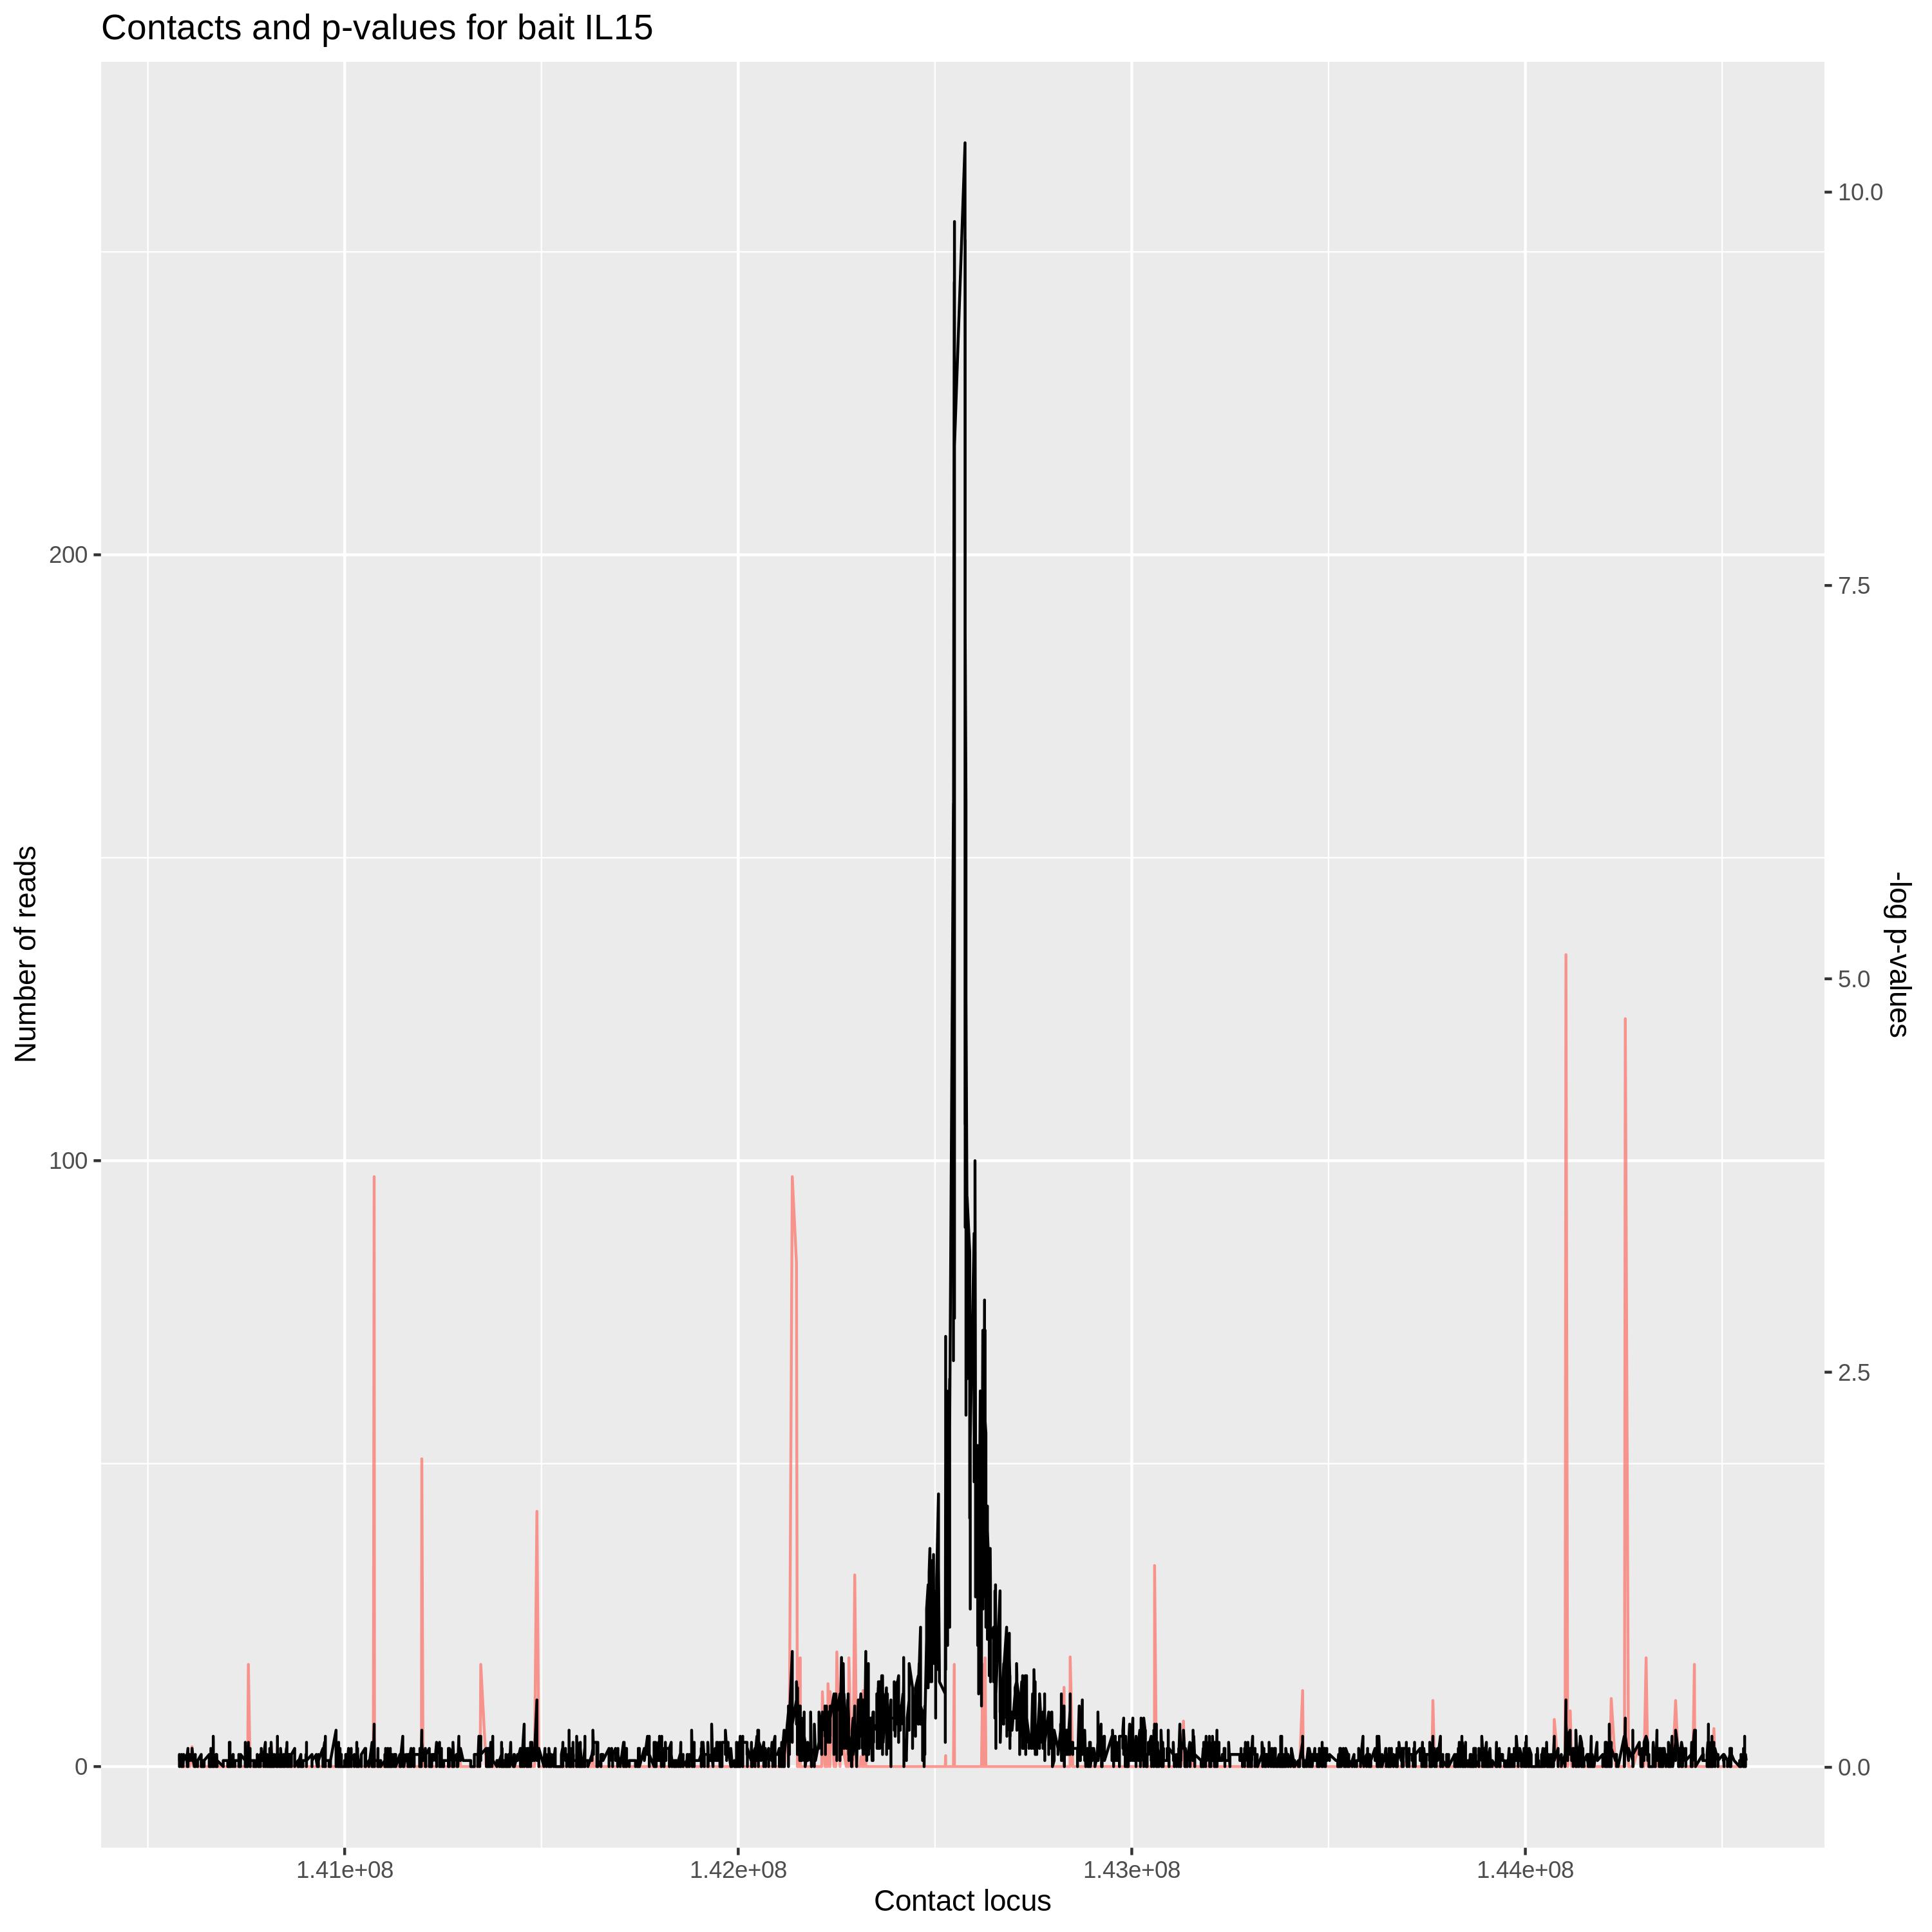 Contacts and p-values for bait IL15
Number of reads
200
100
0
10.0
7.5
5.0
2.5
0.0
-log p-values
1.41e+08
1.42e+08
1.43e+08
1.44e+08
Contact locus